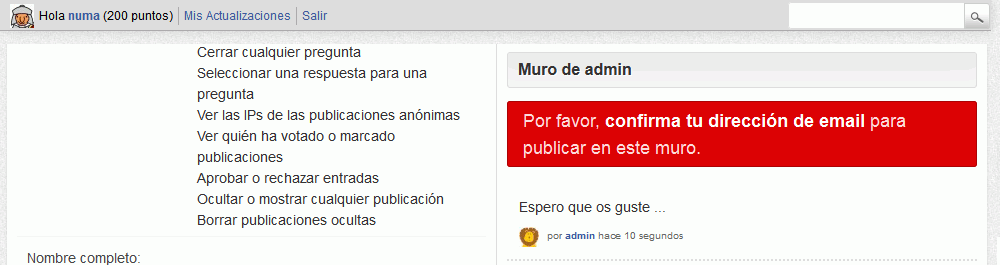 Hola numa (200 puntos) Mis Actualizaciones Salir
Cerrar cualquier pregunta
Seleccionar una respuesta para una
pregunta
Ver las IPs de las publicaciones anónimas
Ver quién ha votado o marcado
publicaciones
Aprobar o rechazar entradas
Ocultar o mostrar cualquier publicación
Borrar publicaciones ocultas
Nombre completo:
Muro de admin
Por favor, confirma tu dirección de email para
publicar en este muro.
Espero que os guste ...
por admin hace 10 segundos